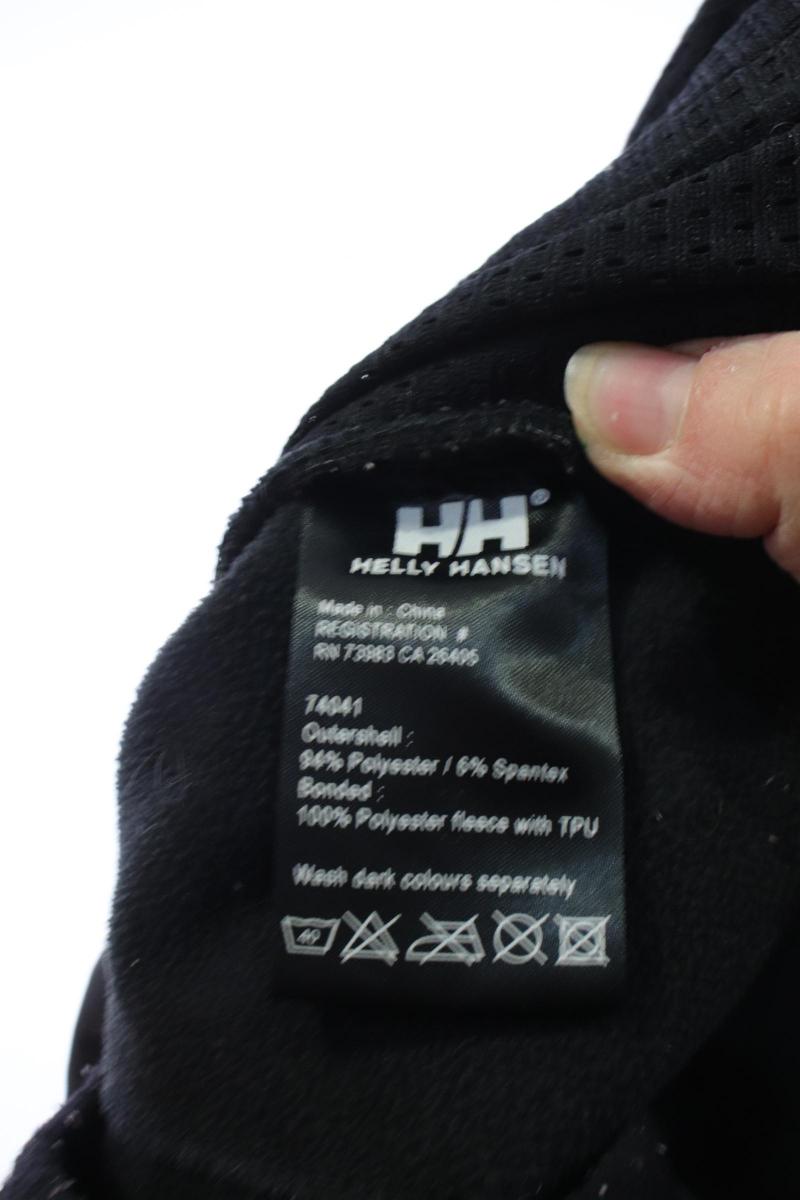 HH®
HELLY HANSEN
Made in : China
REGISTRATION #
RN 73983 CA 26405
74041
Outershell :
94% Polyester / 6% Spantex
Bonded :
100% Polyester fleece with TPU
Wash dark colours separately
40